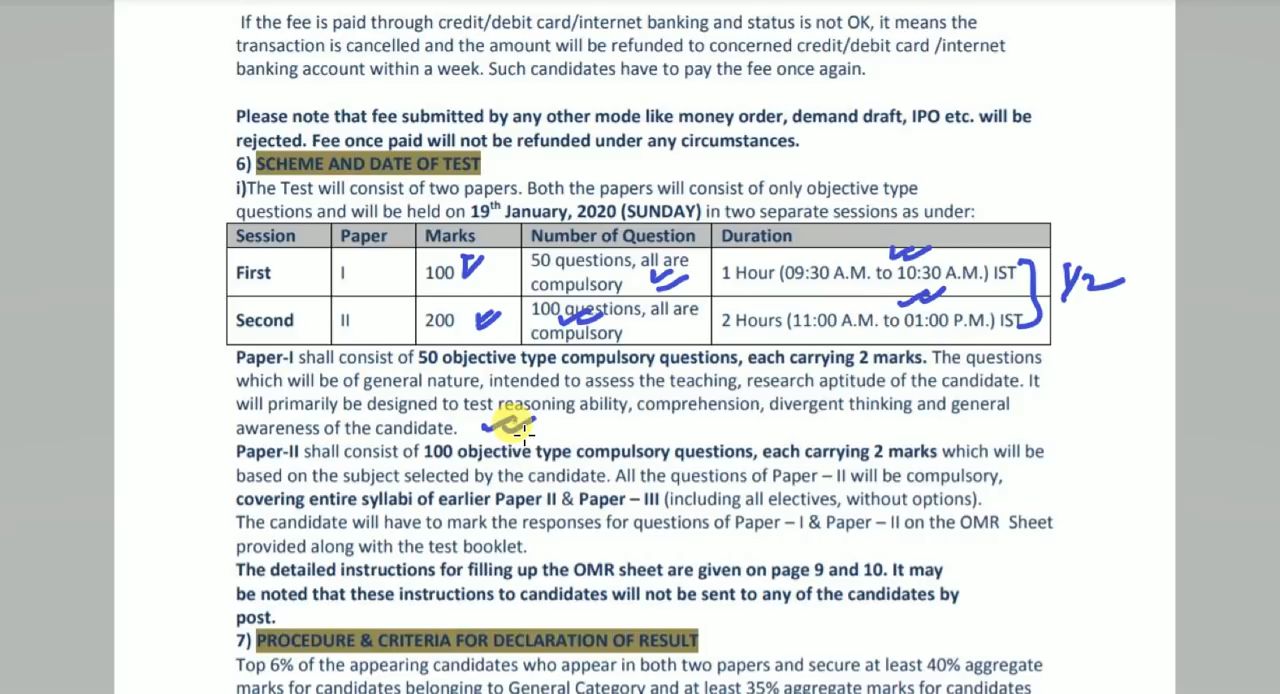 If the fee is paid through credit/debit card/internet banking and status is not OK, it means the
transaction is cancelled and the amount will be refunded to concerned credit/debit card /internet
banking account within a week. Such candidates have to pay the fee once again.
Please note that fee submitted by any other mode like money order, demand draft, IPO etc. will be
rejected. Fee once paid will not be refunded under any circumstances.
6) SCHEME AND DATE OF TEST
i)The Test will consist of two papers. Both the papers will consist of only objective type
questions and will be held on 19th January, 2020 (SUNDAY) in two separate sessions as under:
Session Paper Marks Number of Question Duration
First I 100 50 questions, all are compulsory 1 Hour (09:30 A.M. to 10:30 A.M.) IST
Second II 200 100 questions, all are compulsory 2 Hours (11:00 A.M. to 01:00 P.M.) IST
Paper-I shall consist of 50 objective type compulsory questions, each carrying 2 marks. The questions
which will be of general nature, intended to assess the teaching, research aptitude of the candidate. It
will primarily be designed to test reasoning ability, comprehension, divergent thinking and general
awareness of the candidate.
Paper-II shall consist of 100 objective type compulsory questions, each carrying 2 marks which will be
based on the subject selected by the candidate. All the questions of Paper – II will be compulsory,
covering entire syllabi of earlier Paper II & Paper – III (including all electives, without options).
The candidate will have to mark the responses for questions of Paper – I & Paper – II on the OMR Sheet
provided along with the test booklet.
The detailed instructions for filling up the OMR sheet are given on page 9 and 10. It may
be noted that these instructions to candidates will not be sent to any of the candidates by
post.
7) PROCEDURE & CRITERIA FOR DECLARATION OF RESULT
Top 6% of the appearing candidates who appear in both two papers and secure at least 40% aggregate
marks for candidates belonging to General Category and at least 35% aggregate marks for candidates